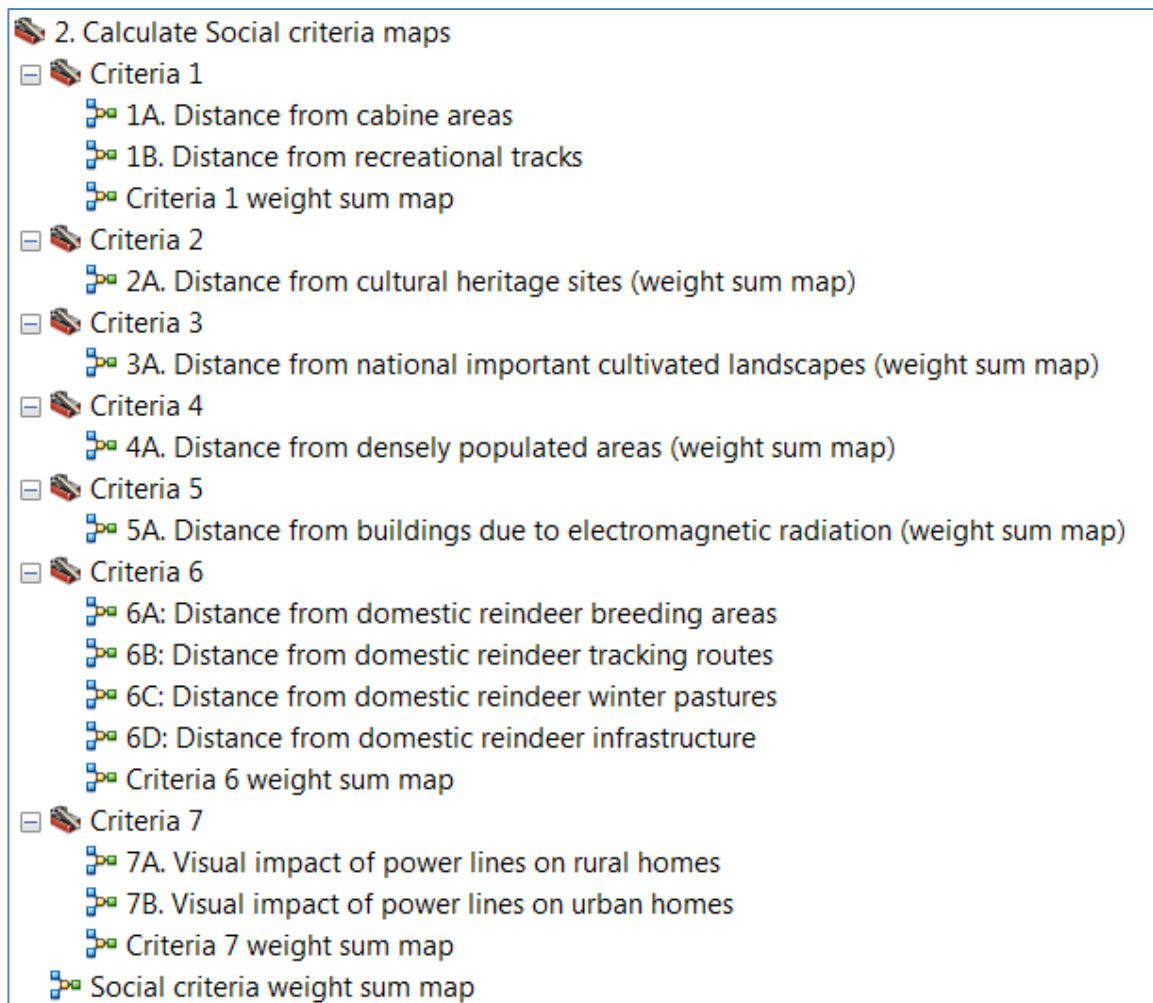 2. Calculate Social criteria maps
Criteria 1
1A. Distance from cabine areas
1B. Distance from recreational tracks
Criteria 1 weight sum map
Criteria 2
2A. Distance from cultural heritage sites (weight sum map)
Criteria 3
3A. Distance from national important cultivated landscapes (weight sum map)
Criteria 4
4A. Distance from densely populated areas (weight sum map)
Criteria 5
5A. Distance from buildings due to electromagnetic radiation (weight sum map)
Criteria 6
6A: Distance from domestic reindeer breeding areas
6B: Distance from domestic reindeer tracking routes
6C: Distance from domestic reindeer winter pastures
6D: Distance from domestic reindeer infrastructure
Criteria 6 weight sum map
Criteria 7
7A. Visual impact of power lines on rural homes
7B. Visual impact of power lines on urban homes
Criteria 7 weight sum map
Social criteria weight sum map